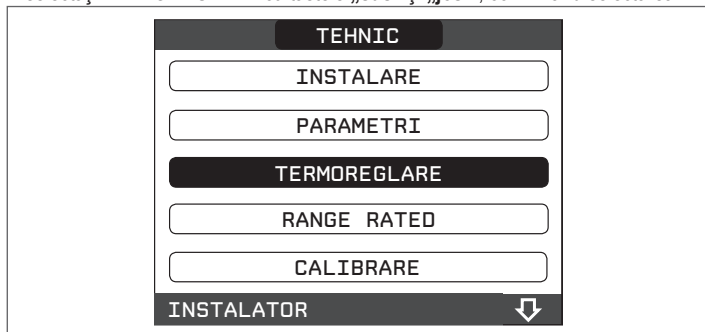 TEHNIC
INSTALARE
PARAMETRI
TERMOREGLARE
RANGE RATED
CALIBRARE
INSTALATOR